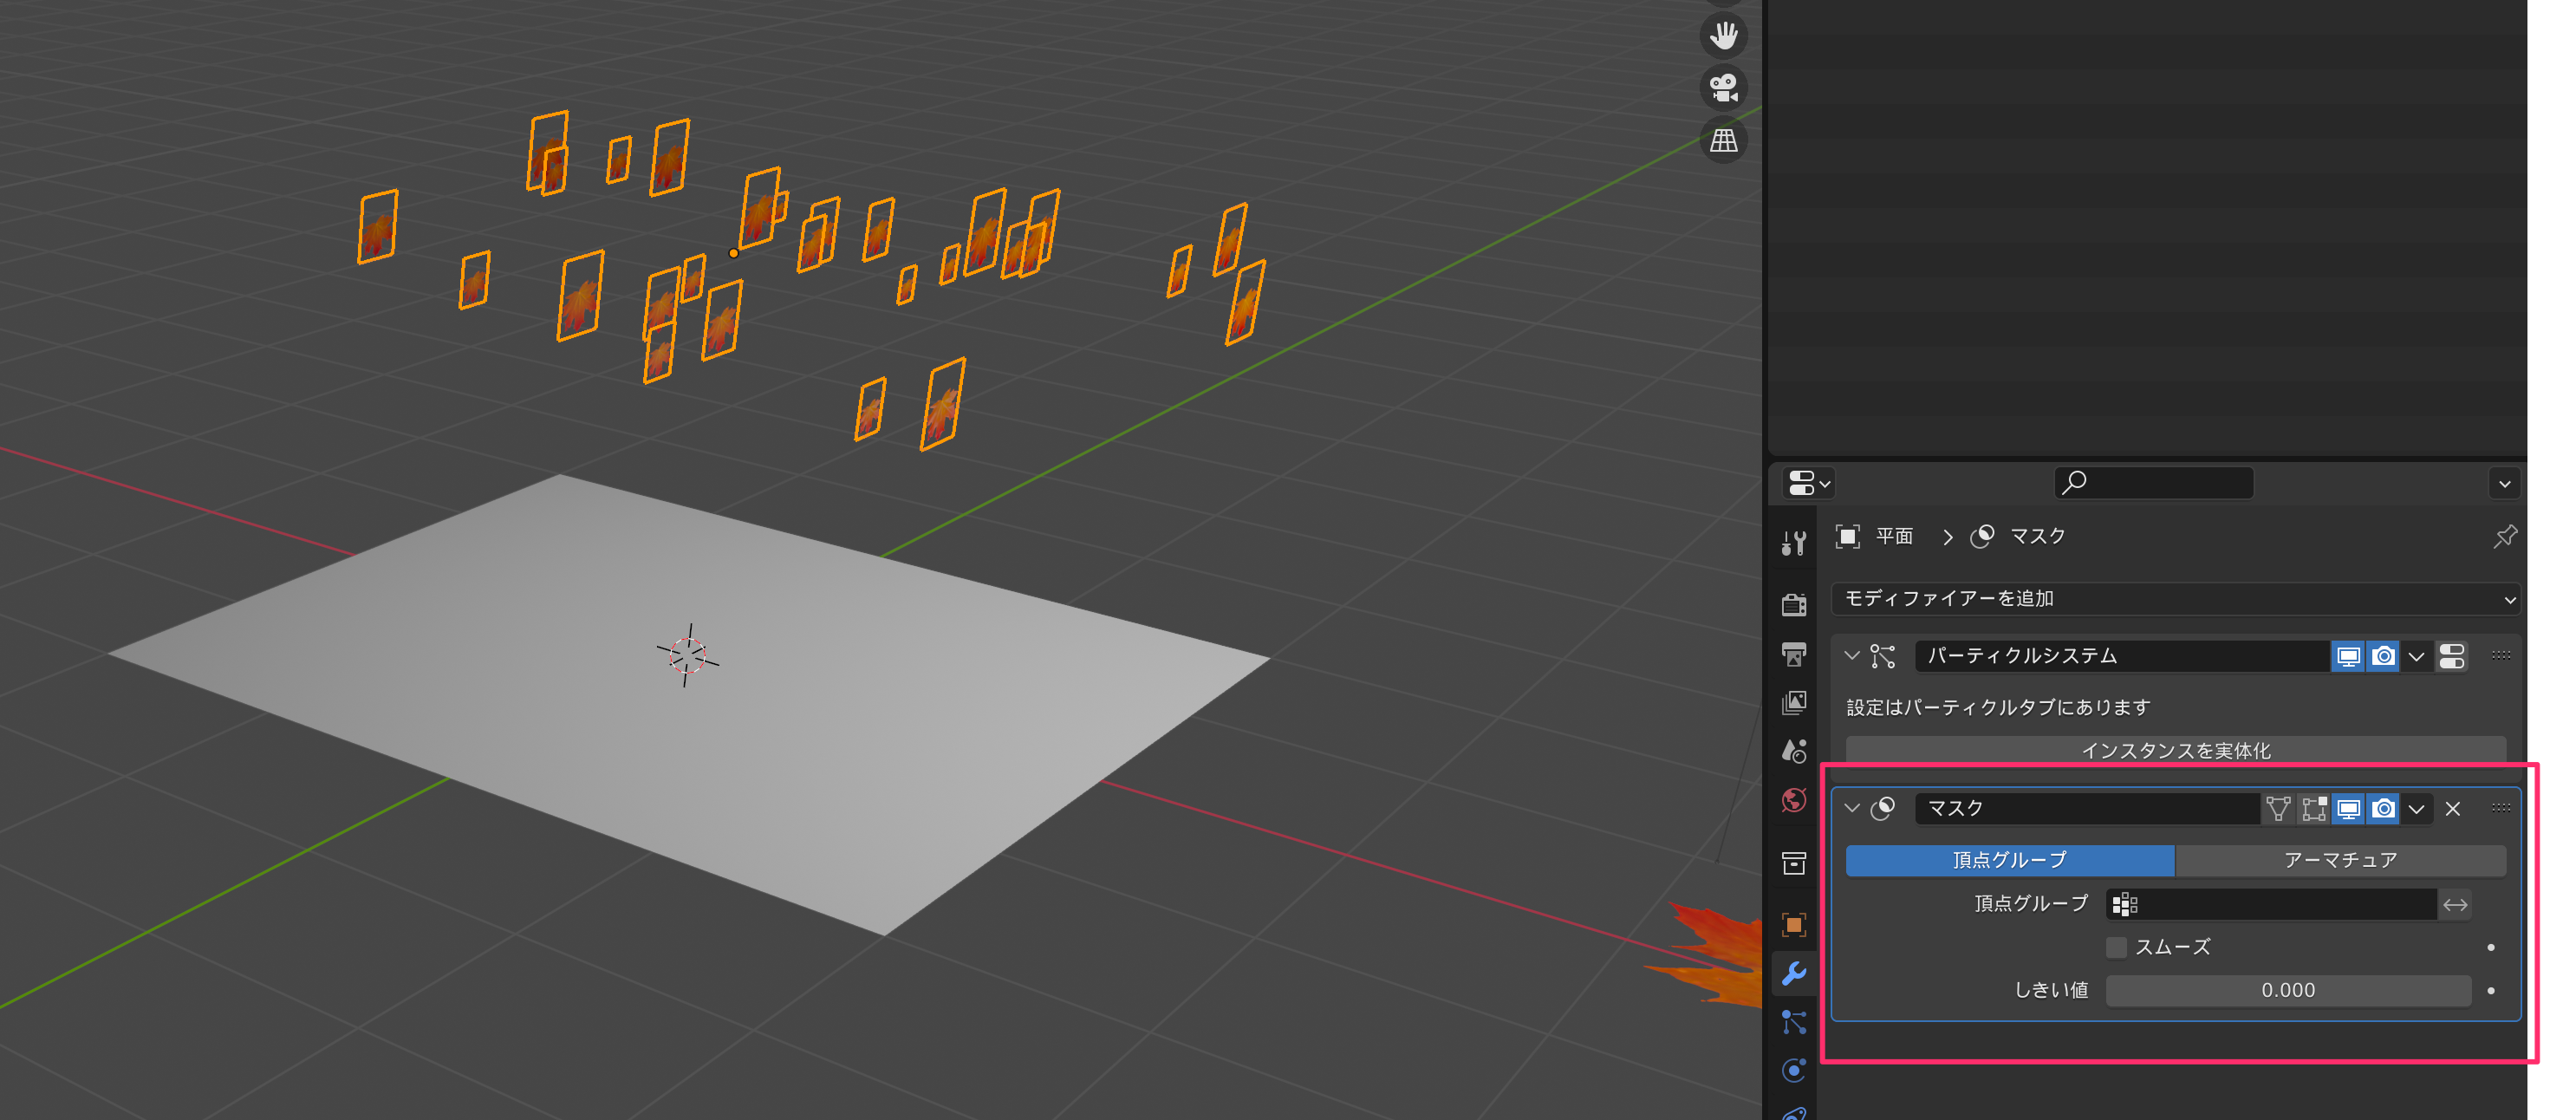 平面 > マスク
モディファイアーを追加
パーティクルシステム
設定はパーティクルタブにあります
インスタンスを実体化
マスク
頂点グループ アーマチュア
頂点グループ
スムーズ
しきい値 0.000